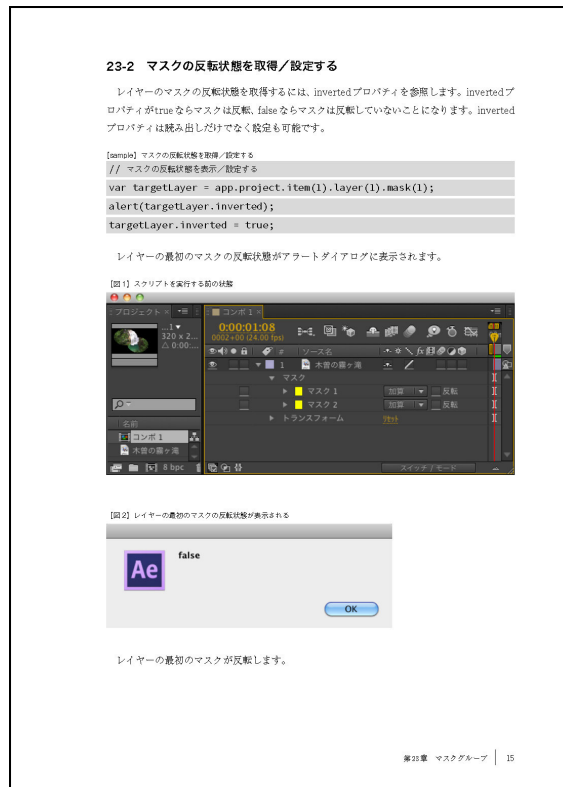 23-2　マスクの反転状態を取得／設定する
レイヤーのマスクの反転状態を取得するには、invertedプロパティを参照します。invertedプ
ロパティがtrueならマスクは反転、falseならマスクは反転していないことになります。inverted
プロパティは読み出しだけでなく設定も可能です。
[sample] マスクの反転状態を取得／設定する
// マスクの反転状態を表示／設定する
var targetLayer = app.project.item(1).layer(1).mask(1);
alert(targetLayer.inverted);
targetLayer.inverted = true;
レイヤーの最初のマスクの反転状態がアラートダイアログに表示されます。
[図1] スクリプトを実行する前の状態
プロジェクト ×
コンポ 1 ×
...1▼
320 x 2...
△ 0:00:...
0:00:01:08
0002+00 (24.00 fps)
# ソース名
1 木曽の霧ヶ滝
マスク
マスク 1 加算 反転
マスク 2 加算 反転
トランスフォーム リセット
名前
コンポ 1
木曽の霧ヶ滝
8 bpc
スイッチ / モード
[図2] レイヤーの最初のマスクの反転状態が表示される
Ae
false
OK
レイヤーの最初のマスクが反転します。
第23章　マスクグループ 15